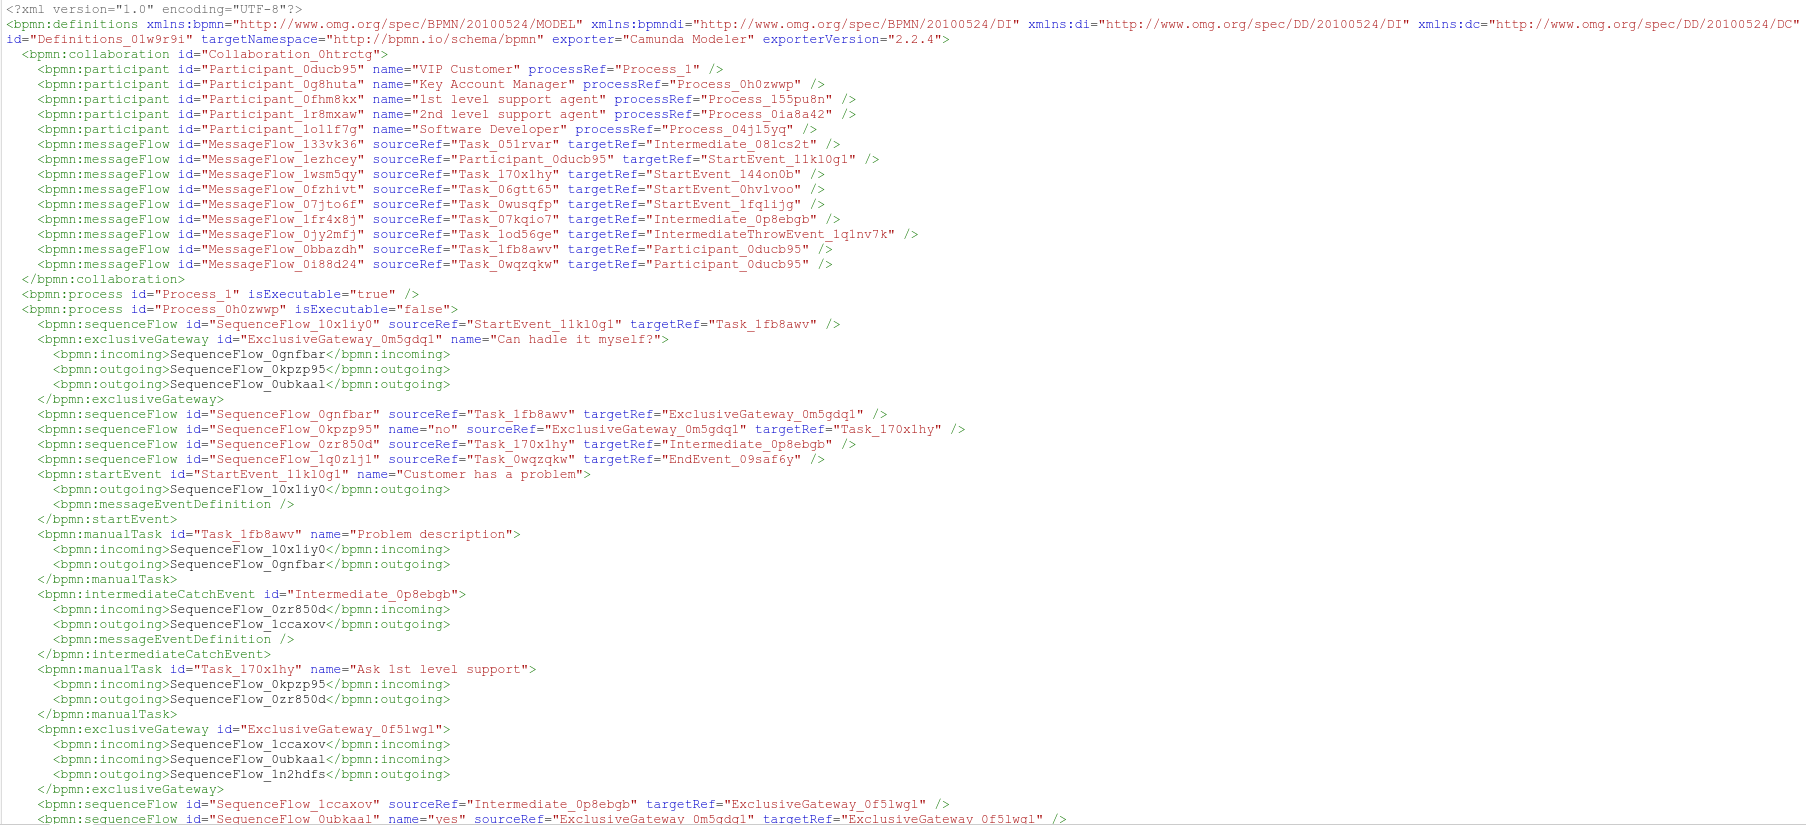 <?xml version="1.0" encoding="UTF-8"?>
<bpmn:definitions xmlns:bpmn="http://www.omg.org/spec/BPMN/20100524/MODEL" xmlns:bpmndi="http://www.omg.org/spec/BPMN/20100524/DI" xmlns:di="http://www.omg.org/spec/DD/20100524/DI" xmlns:dc="http://www.omg.org/spec/DD/20100524/DC"
id="Definitions_01w9r9i" targetNamespace="http://bpmn.io/schema/bpmn" exporter="Camunda Modeler" exporterVersion="2.2.4">
  <bpmn:collaboration id="Collaboration_0htrctg">
    <bpmn:participant id="Participant_0ducb95" name="VIP Customer" processRef="Process_1" />
    <bpmn:participant id="Participant_0g8huta" name="Key Account Manager" processRef="Process_0h0zwwp" />
    <bpmn:participant id="Participant_0fhm8kx" name="1st level support agent" processRef="Process_155pu8n" />
    <bpmn:participant id="Participant_1r8mxaw" name="2nd level support agent" processRef="Process_0ia8a42" />
    <bpmn:participant id="Participant_1o1lf7g" name="Software Developer" processRef="Process_04jl5yq" />
    <bpmn:messageFlow id="MessageFlow_133vk36" sourceRef="Task_05lrvar" targetRef="Intermediate_08lcs2t" />
    <bpmn:messageFlow id="MessageFlow_1ezhcey" sourceRef="Participant_0ducb95" targetRef="StartEvent_11kl0gl" />
    <bpmn:messageFlow id="MessageFlow_1wsm5qy" sourceRef="Task_170xlhy" targetRef="StartEvent_144on0b" />
    <bpmn:messageFlow id="MessageFlow_0fzhivt" sourceRef="Task_06gtt65" targetRef="StartEvent_0hvlvoo" />
    <bpmn:messageFlow id="MessageFlow_07jto6f" sourceRef="Task_0wusqfp" targetRef="StartEvent_1fqlijg" />
    <bpmn:messageFlow id="MessageFlow_1fr4x8j" sourceRef="Task_07kqio7" targetRef="Intermediate_0p8ebgb" />
    <bpmn:messageFlow id="MessageFlow_0jy2mfj" sourceRef="Task_1od56ge" targetRef="IntermediateThrowEvent_1qlnv7k" />
    <bpmn:messageFlow id="MessageFlow_0bbazdh" sourceRef="Task_1fb8awv" targetRef="Participant_0ducb95" />
    <bpmn:messageFlow id="MessageFlow_0i88d24" sourceRef="Task_0wqzqkw" targetRef="Participant_0ducb95" />
  </bpmn:collaboration>
  <bpmn:process id="Process_1" isExecutable="true" />
  <bpmn:process id="Process_0h0zwwp" isExecutable="false">
    <bpmn:sequenceFlow id="SequenceFlow_10xliy0" sourceRef="StartEvent_11kl0gl" targetRef="Task_1fb8awv" />
    <bpmn:exclusiveGateway id="ExclusiveGateway_0m5gdql" name="Can hadle it myself?">
      <bpmn:incoming>SequenceFlow_0gnfbar</bpmn:incoming>
      <bpmn:outgoing>SequenceFlow_0kpzp95</bpmn:outgoing>
      <bpmn:outgoing>SequenceFlow_0ubkaal</bpmn:outgoing>
    </bpmn:exclusiveGateway>
    <bpmn:sequenceFlow id="SequenceFlow_0gnfbar" sourceRef="Task_1fb8awv" targetRef="ExclusiveGateway_0m5gdql" />
    <bpmn:sequenceFlow id="SequenceFlow_0kpzp95" name="no" sourceRef="ExclusiveGateway_0m5gdql" targetRef="Task_170xlhy" />
    <bpmn:sequenceFlow id="SequenceFlow_0zr850d" sourceRef="Task_170xlhy" targetRef="Intermediate_0p8ebgb" />
    <bpmn:sequenceFlow id="SequenceFlow_1q0zljl" sourceRef="Task_0wqzqkw" targetRef="EndEvent_09saf6y" />
    <bpmn:startEvent id="StartEvent_11kl0gl" name="Customer has a problem">
      <bpmn:outgoing>SequenceFlow_10xliy0</bpmn:outgoing>
      <bpmn:messageEventDefinition />
    </bpmn:startEvent>
    <bpmn:manualTask id="Task_1fb8awv" name="Problem description">
      <bpmn:incoming>SequenceFlow_10xliy0</bpmn:incoming>
      <bpmn:outgoing>SequenceFlow_0gnfbar</bpmn:outgoing>
    </bpmn:manualTask>
    <bpmn:intermediateCatchEvent id="Intermediate_0p8ebgb">
      <bpmn:incoming>SequenceFlow_0zr850d</bpmn:incoming>
      <bpmn:outgoing>SequenceFlow_1ccaxov</bpmn:outgoing>
      <bpmn:messageEventDefinition />
    </bpmn:intermediateCatchEvent>
    <bpmn:manualTask id="Task_170xlhy" name="Ask 1st level support">
      <bpmn:incoming>SequenceFlow_0kpzp95</bpmn:incoming>
      <bpmn:outgoing>SequenceFlow_0zr850d</bpmn:outgoing>
    </bpmn:manualTask>
    <bpmn:exclusiveGateway id="ExclusiveGateway_0f5lwgl">
      <bpmn:incoming>SequenceFlow_1ccaxov</bpmn:incoming>
      <bpmn:incoming>SequenceFlow_0ubkaal</bpmn:incoming>
      <bpmn:outgoing>SequenceFlow_1n2hdfs</bpmn:outgoing>
    </bpmn:exclusiveGateway>
    <bpmn:sequenceFlow id="SequenceFlow_1ccaxov" sourceRef="Intermediate_0p8ebgb" targetRef="ExclusiveGateway_0f5lwgl" />
    <bpmn:sequenceFlow id="SequenceFlow_0ubkaal" name="yes" sourceRef="ExclusiveGateway_0m5gdql" targetRef="ExclusiveGateway_0f5lwgl" />